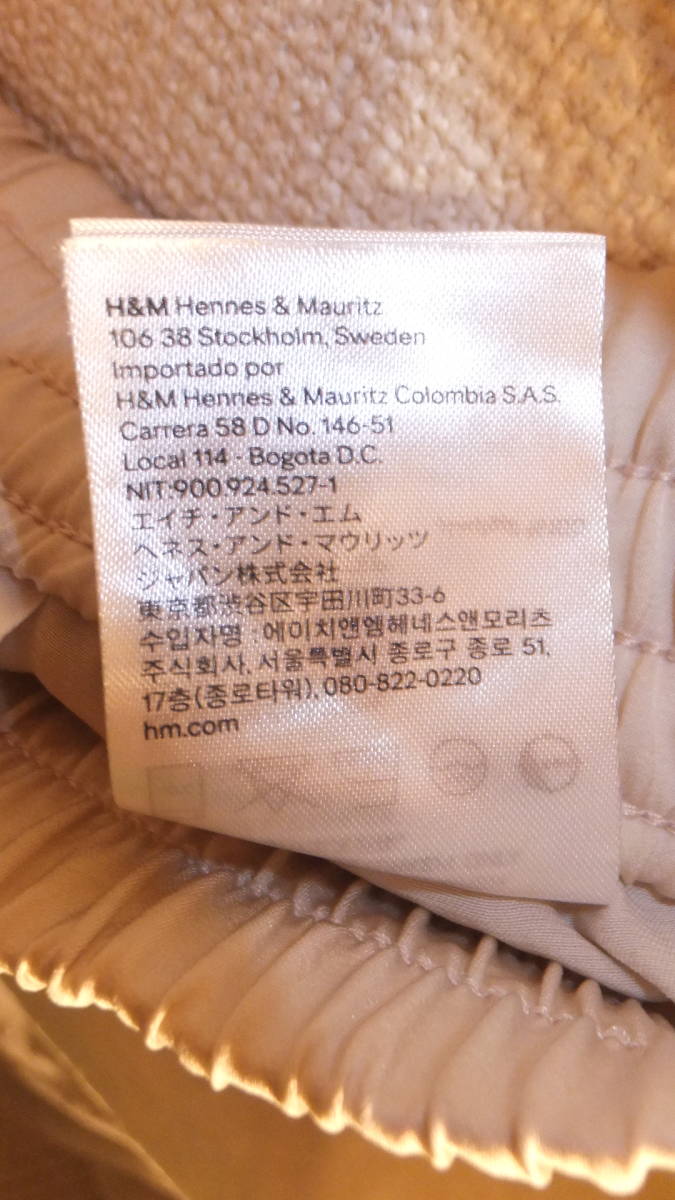 H&M Hennes & Mauritz
106 38 Stockholm, Sweden
Importado por
H&M Hennes & Mauritz Colombia S.A.S.
Carrera 58 D No. 146-51
Local 114 - Bogota D.C.
NIT:900.924.527-1
エイチ・アンド・エム
ヘネス・アンド・マウリッツ
ジャパン株式会社
東京都渋谷区宇田川町33-6
수입자명 : 에이치앤엠헤네스앤모리츠
주식회사, 서울특별시 종로구 종로 51,
17층(종로타워), 080-822-0220
hm.com